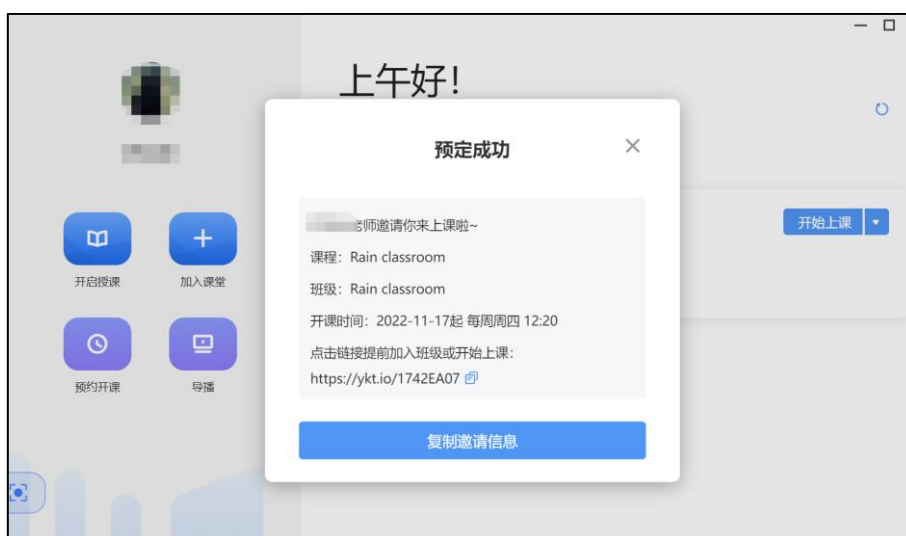 上午好!
预定成功
老师邀请你来上课啦~
课程: Rain classroom
班级: Rain classroom
开课时间: 2022-11-17起 每周周四 12:20
点击链接提前加入班级或开始上课:
https://ykt.io/1742EA07
复制邀请信息
开始上课
开启授课
加入课堂
预约开课
导播